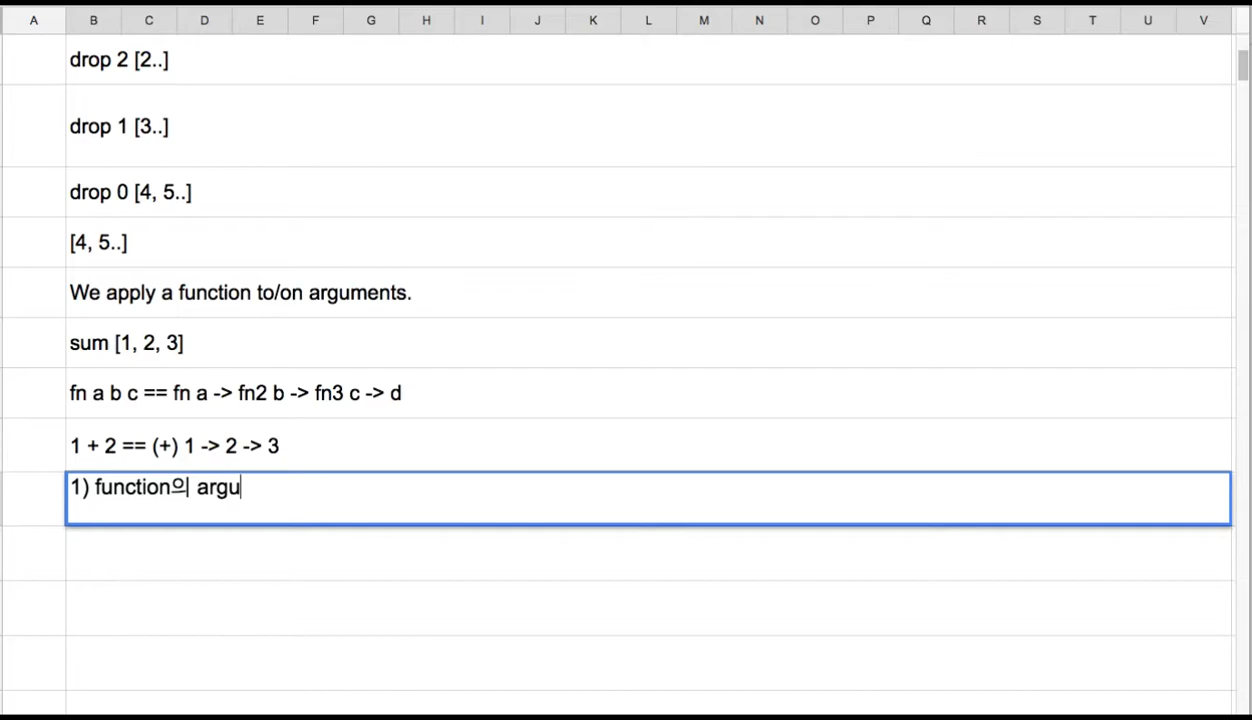 A B C D E F G H I J K L M N O P Q R S T U V
drop 2 [2..]
drop 1 [3..]
drop 0 [4, 5..]
[4, 5..]
We apply a function to/on arguments.
sum [1, 2, 3]
fn a b c == fn a -> fn2 b -> fn3 c -> d
1 + 2 == (+) 1 -> 2 -> 3
1) function의 argu